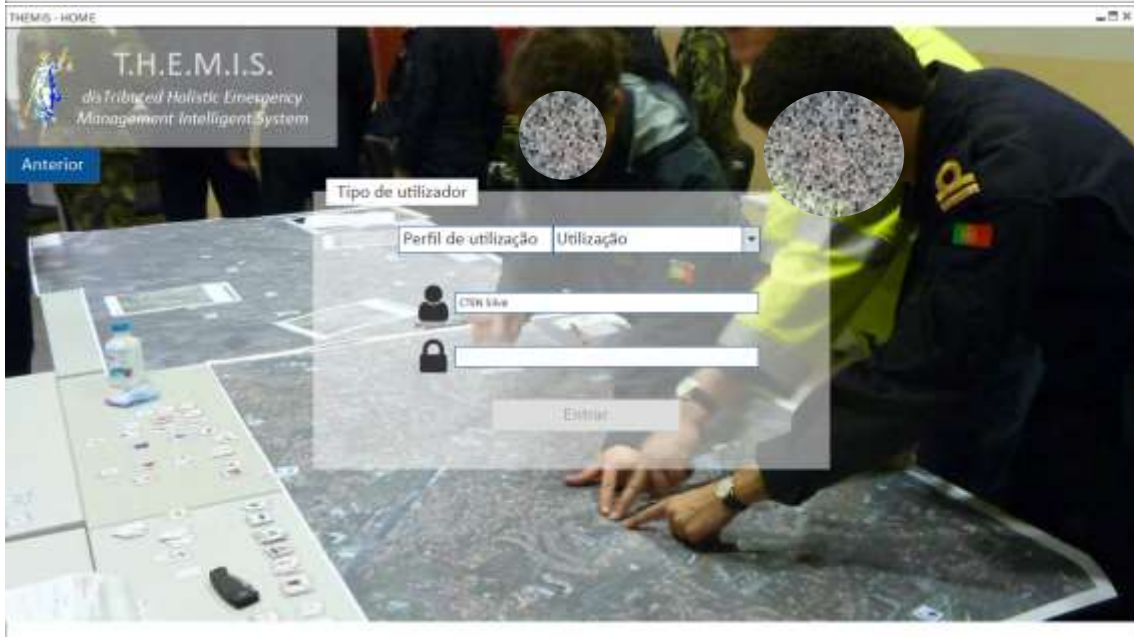 THEMIS - HOME
T.H.E.M.I.S.
disTributed Holistic Emergency
Management Intelligent System
Anterior
Tipo de utilizador
Perfil de utilização Utilização
CTEN Silva
Entrar